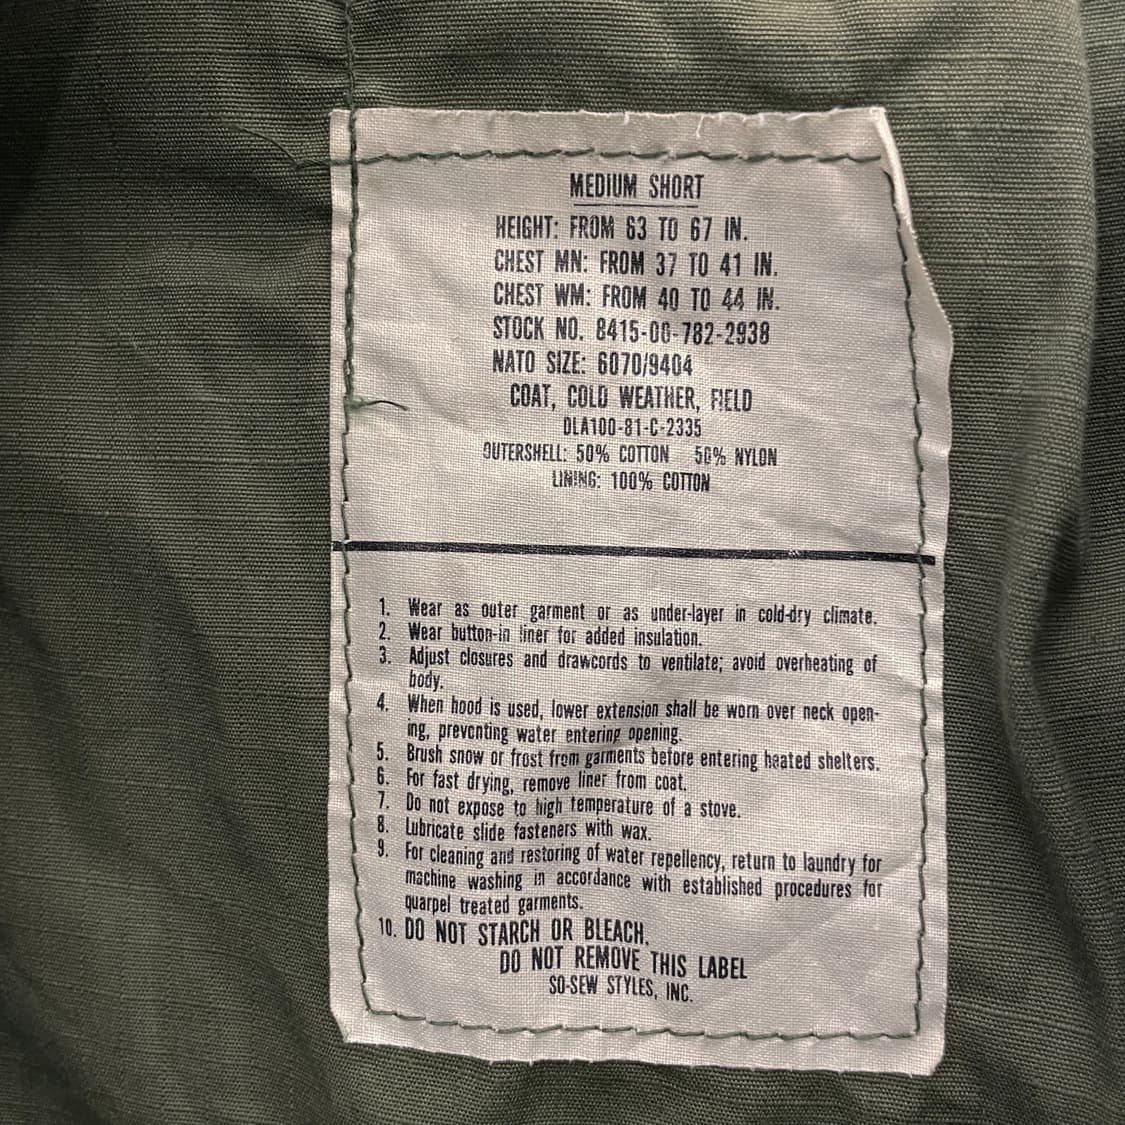 MEDIUM SHORT
HEIGHT: FROM 63 TO 67 IN.
CHEST MN: FROM 37 TO 41 IN.
CHEST WM: FROM 40 TO 44 IN.
STOCK NO. 8415-00-782-2938
NATO SIZE: 6070/9404
COAT, COLD WEATHER, FIELD
DLA100-81-C-2335
OUTERSHELL: 50% COTTON 50% NYLON
LINING: 100% COTTON
1. Wear as outer garment or as under-layer in cold-dry climate.
2. Wear button-in liner for added insulation.
3. Adjust closures and drawcords to ventilate; avoid overheating of
body.
4. When hood is used, lower extension shall be worn over neck open-
ing, preventing water entering opening.
5. Brush snow or frost from garments before entering heated shelters.
6. For fast drying, remove liner from coat.
7. Do not expose to high temperature of a stove.
8. Lubricate slide fasteners with wax.
9. For cleaning and restoring of water repellency, return to laundry for
machine washing in accordance with established procedures for
quarpel treated garments.
10. DO NOT STARCH OR BLEACH.
DO NOT REMOVE THIS LABEL
SO-SEW STYLES, INC.